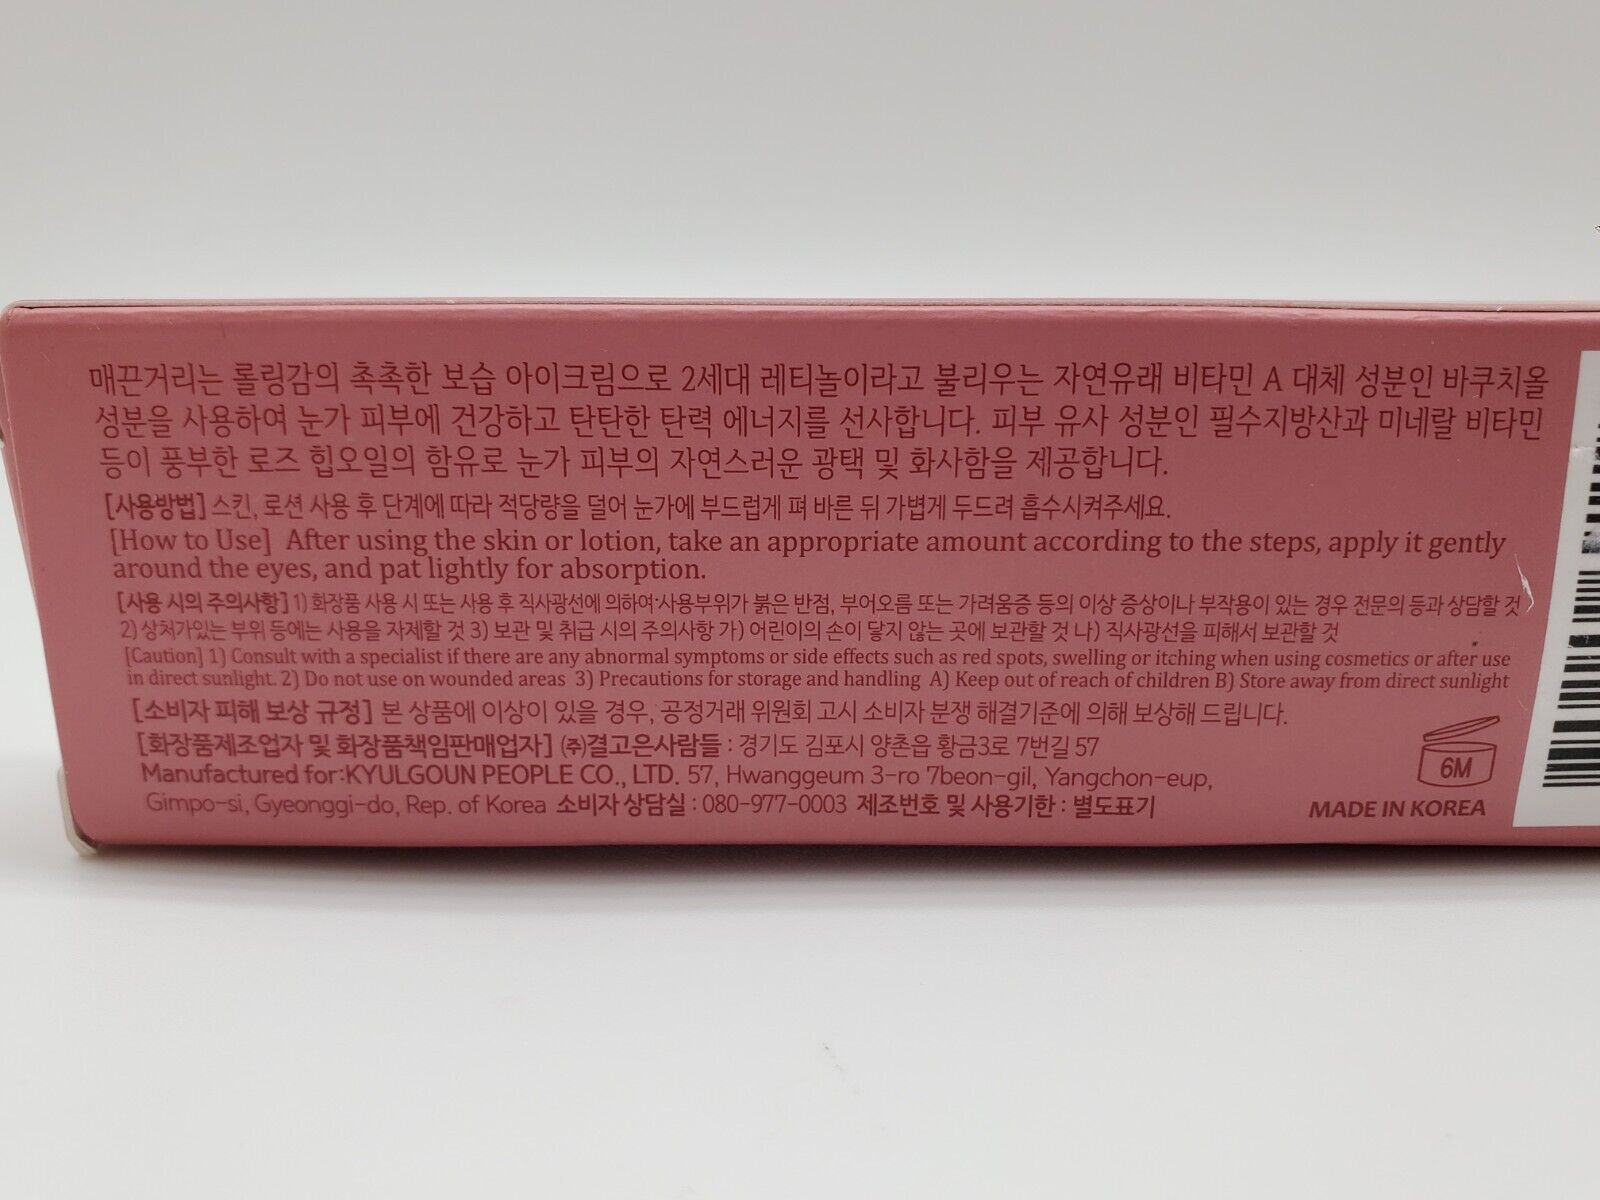 매끈거리는 롤링감의 촉촉한 보습 아이크림으로 2세대 레티놀이라고 불리우는 자연유래 비타민 A 대체 성분인 바쿠치올
성분을 사용하여 눈가 피부에 건강하고 탄탄한 탄력 에너지를 선사합니다. 피부 유사 성분인 필수지방산과 미네랄 비타민
등이 풍부한 로즈 힙오일의 함유로 눈가 피부의 자연스러운 광택 및 화사함을 제공합니다.
[사용방법] 스킨, 로션 사용 후 단계에 따라 적당량을 덜어 눈가에 부드럽게 펴 바른 뒤 가볍게 두드려 흡수시켜주세요.
[How to Use] After using the skin or lotion, take an appropriate amount according to the steps, apply it gently
around the eyes, and pat lightly for absorption.
[사용 시의 주의사항] 1) 화장품 사용 시 또는 사용 후 직사광선에 의하여 사용부위가 붉은 반점, 부어오름 또는 가려움증 등의 이상 증상이나 부작용이 있는 경우 전문의 등과 상담할 것
2) 상처가있는 부위 등에는 사용을 자제할 것 3) 보관 및 취급 시의 주의사항 가) 어린이의 손이 닿지 않는 곳에 보관할 것 나) 직사광선을 피해서 보관할 것
[Caution] 1) Consult with a specialist if there are any abnormal symptoms or side effects such as red spots, swelling or itching when using cosmetics or after use
in direct sunlight. 2) Do not use on wounded areas 3) Precautions for storage and handling A) Keep out of reach of children B) Store away from direct sunlight
[소비자 피해 보상 규정] 본 상품에 이상이 있을 경우, 공정거래 위원회 고시 소비자 분쟁 해결기준에 의해 보상해 드립니다.
[화장품제조업자 및 화장품책임판매업자] (주)결고은사람들 : 경기도 김포시 양촌읍 황금3로 7번길 57
Manufactured for:KYULGOUN PEOPLE CO., LTD. 57, Hwanggeum 3-ro 7beon-gil, Yangchon-eup,
Gimpo-si, Gyeonggi-do, Rep. of Korea 소비자 상담실 : 080-977-0003 제조번호 및 사용기한 : 별도표기
6M
MADE IN KOREA